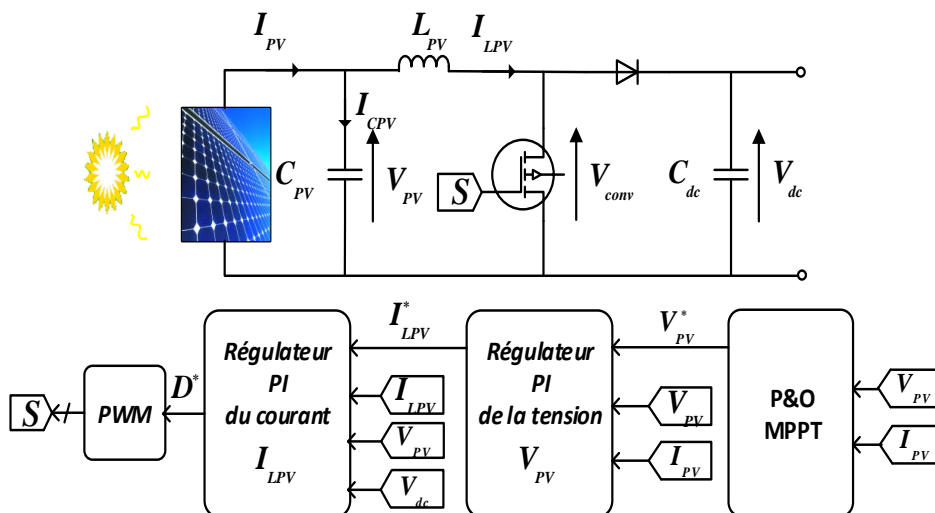 I_PV
L_PV
I_LPV
I_CPV
C_PV
V_PV
S
V_conv
C_dc
V_dc
S
PWM
D*
Régulateur
PI
du courant
I_LPV
I*_LPV
I_LPV
V_PV
V_dc
Régulateur
PI
de la tension
V_PV
V*_PV
V_PV
I_PV
P&O
MPPT
V_PV
I_PV